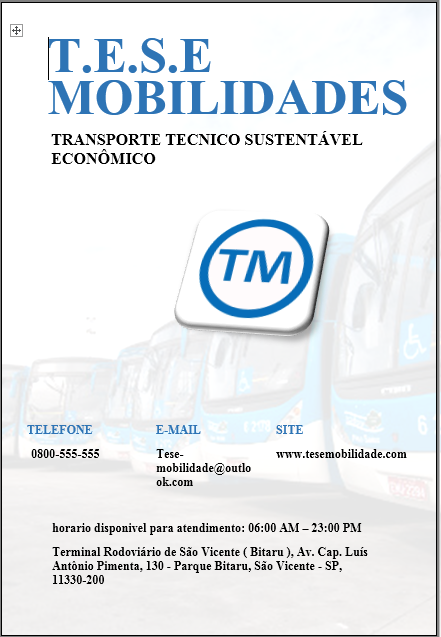 T.E.S.E
MOBILIDADES
TRANSPORTE TECNICO SUSTENTÁVEL
ECONÔMICO
TM
TELEFONE E-MAIL SITE
0800-555-555 Tese- www.tesemobilidade.com
mobilidade@outlo
ok.com
horario disponivel para atendimento: 06:00 AM – 23:00 PM
Terminal Rodoviário de São Vicente ( Bitaru ), Av. Cap. Luís
Antônio Pimenta, 130 - Parque Bitaru, São Vicente - SP,
11330-200